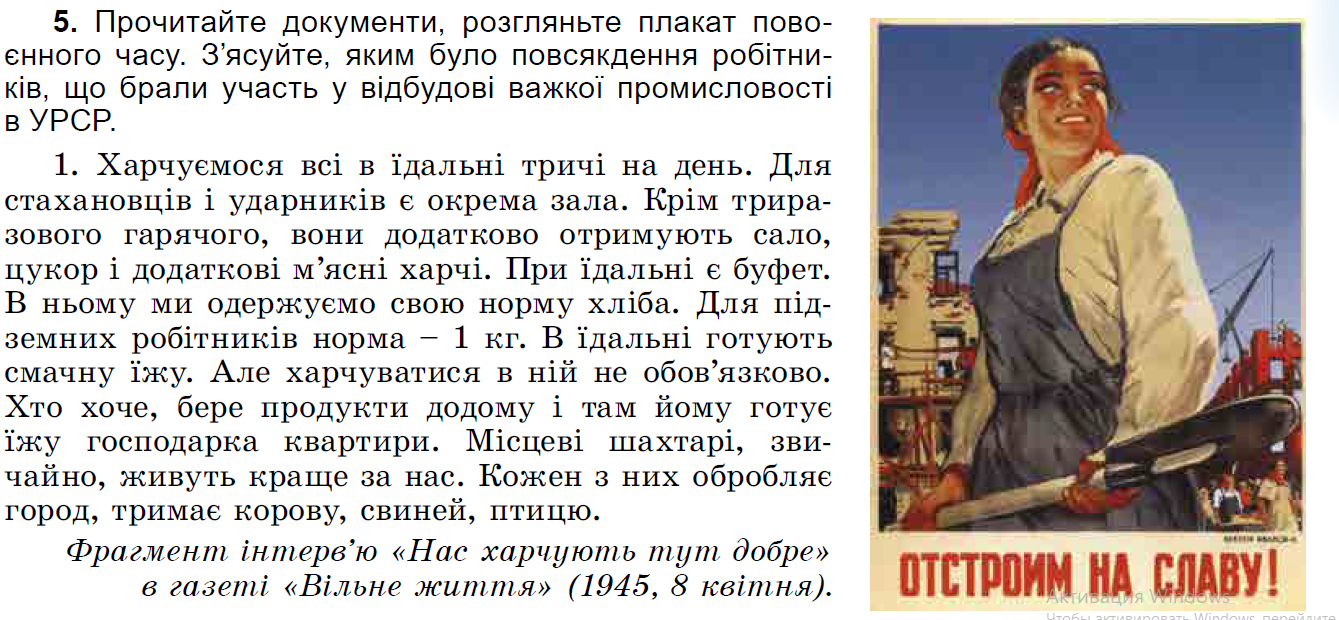 5. Прочитайте документи, розгляньте плакат пово-
єнного часу. З’ясуйте, яким було повсякдення робітни-
ків, що брали участь у відбудові важкої промисловості
в УРСР.
1. Харчуємося всі в їдальні тричі на день. Для
стахановців і ударників є окрема зала. Крім трира-
зового гарячого, вони додатково отримують сало,
цукор і додаткові м’ясні харчі. При їдальні є буфет.
В ньому ми одержуємо свою норму хліба. Для під-
земних робітників норма – 1 кг. В їдальні готують
смачну їжу. Але харчуватися в ній не обов’язково.
Хто хоче, бере продукти додому і там йому готує
їжу господарка квартири. Місцеві шахтарі, зви-
чайно, живуть краще за нас. Кожен з них обробляє
город, тримає корову, свиней, птицю.
Фрагмент інтерв’ю «Нас харчують тут добре»
в газеті «Вільне життя» (1945, 8 квітня).
ОТСТРОИМ НА СЛАВУ!
Активация Windows
Чтобы активировать Windows, перейдите